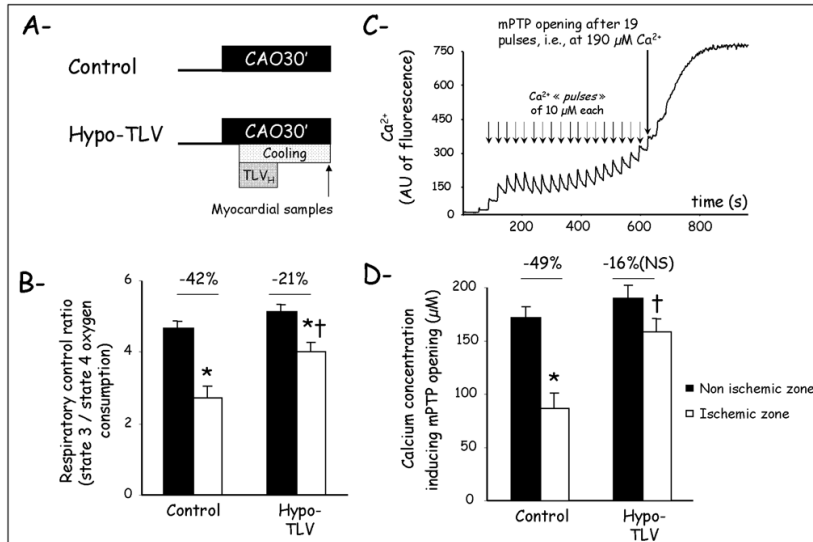 A-
Control
CAO30'
Hypo-TLV
CAO30'
Cooling
TLVH
Myocardial samples
C-
mPTP opening after 19
pulses, i.e., at 190 µM Ca²⁺
Ca²⁺ « pulses »
of 10 µM each
Ca²⁺
(AU of fluorescence)
750
600
450
300
150
0
time (s)
200
400
600
800
B-
-42%
-21%
Respiratory control ratio
(state 3 / state 4 oxygen
consumption)
6
4
2
0
*
*†
Control
Hypo-
TLV
D-
-49%
-16%(NS)
Calcium concentration
inducing mPTP opening (µM)
200
150
100
50
0
*
†
Control
Hypo-
TLV
Non ischemic zone
Ischemic zone